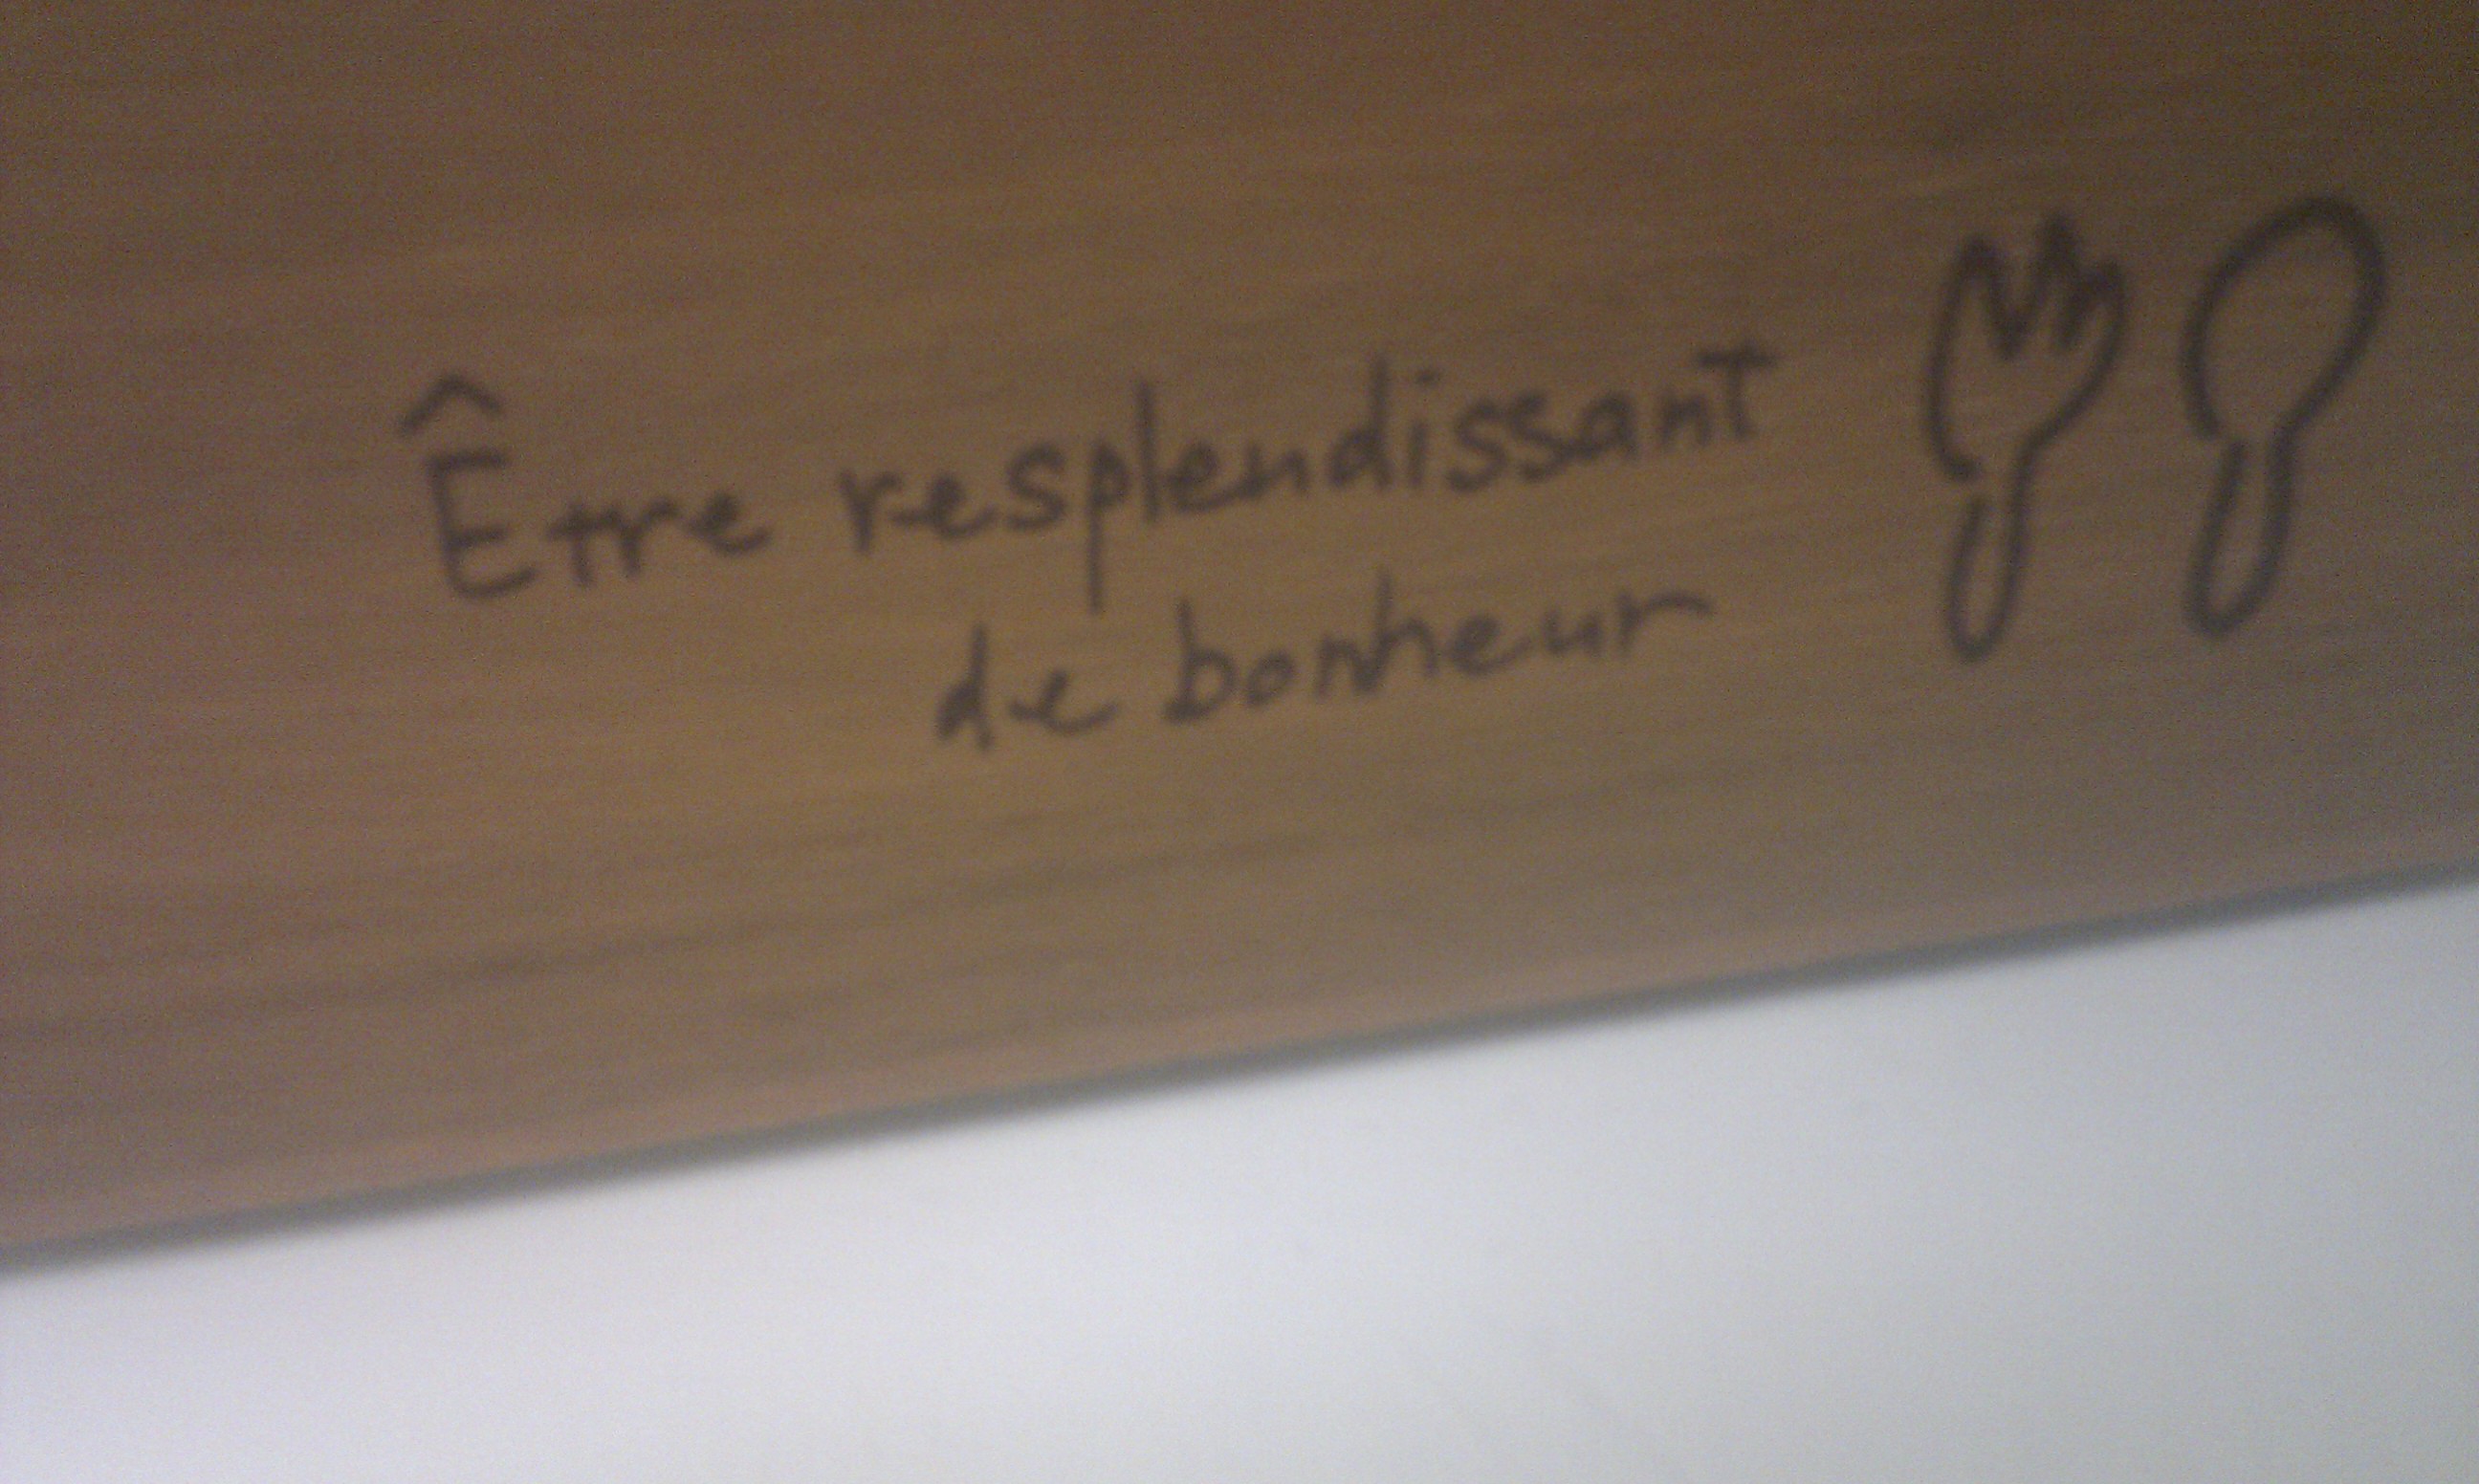 Être resplendissant
de bonheur